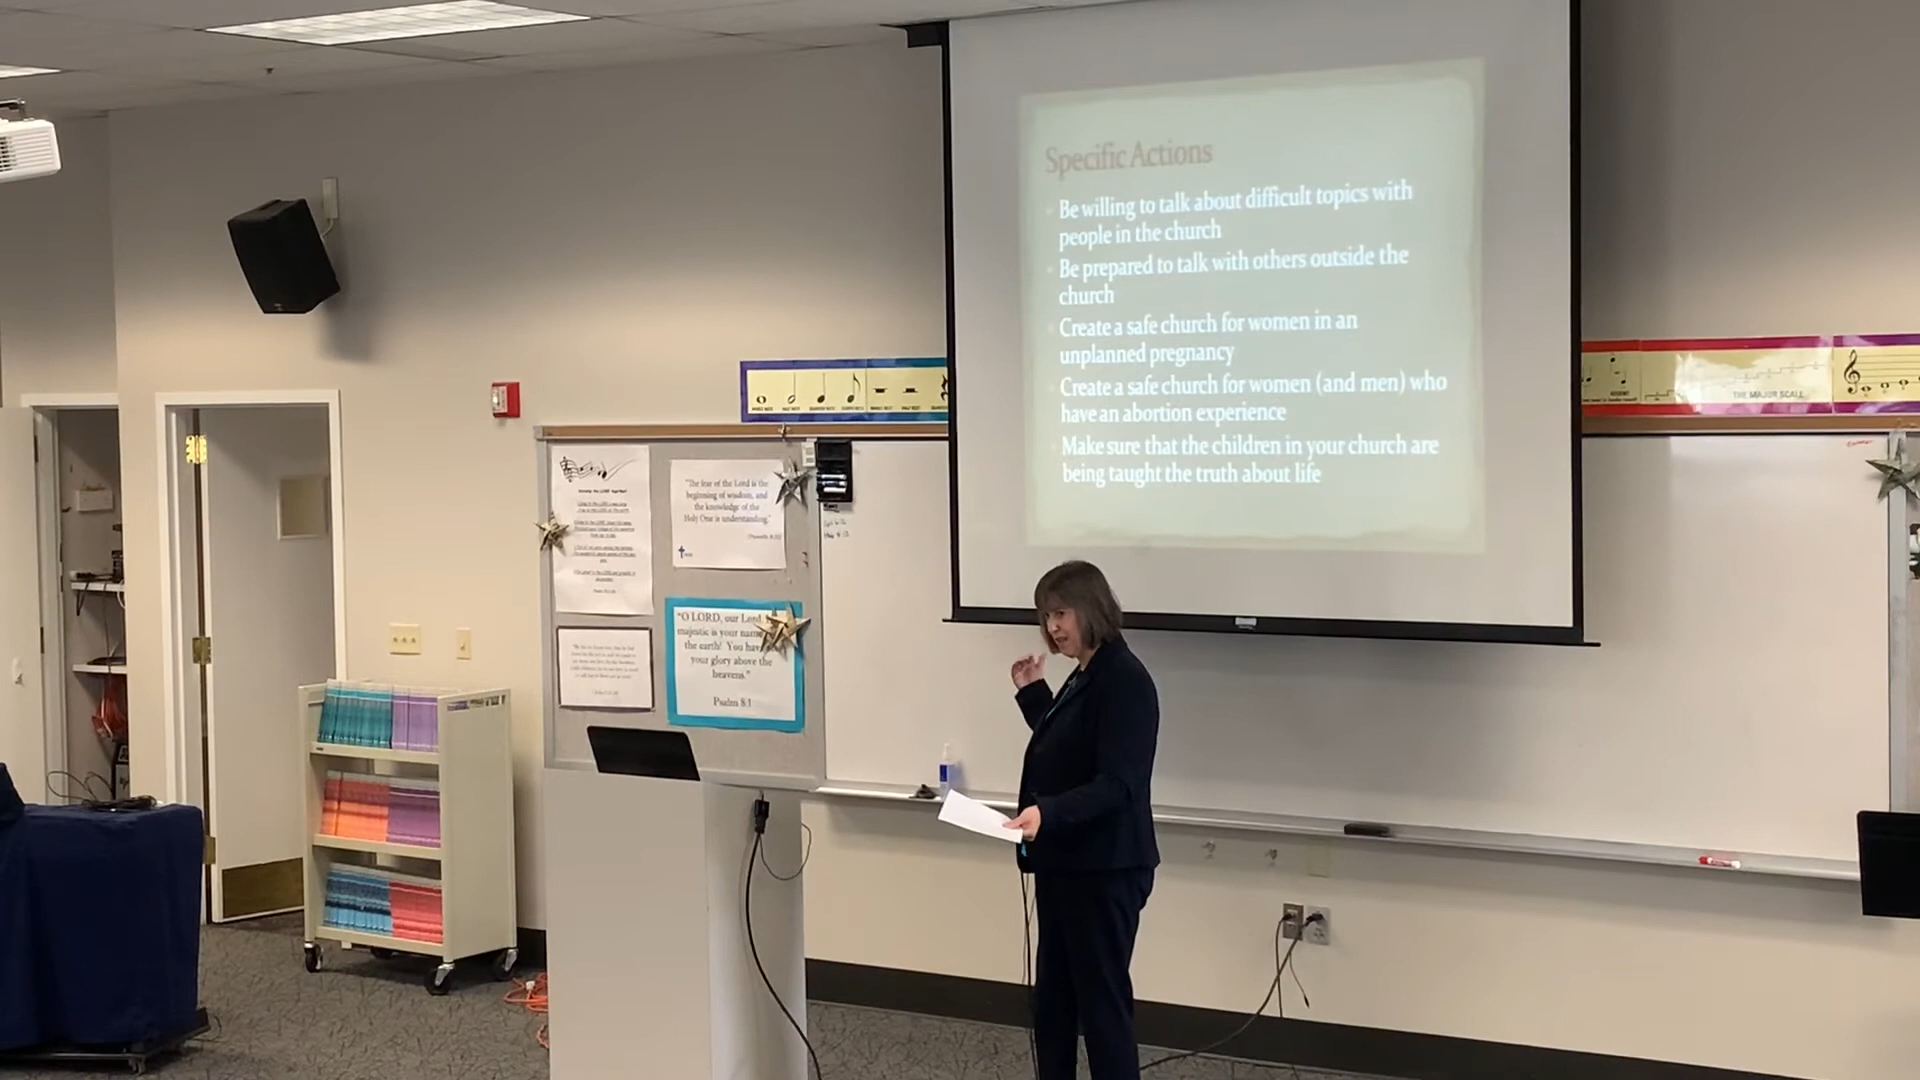 Specific Actions
Be willing to talk about difficult topics with
people in the church
Be prepared to talk with others outside the
church
Create a safe church for women in an
unplanned pregnancy
Create a safe church for women (and men) who
have an abortion experience
Make sure that the children in your church are
being taught the truth about life
THE MAJOR SCALE
"The fear of the Lord is the
beginning of wisdom, and
the knowledge of the
Holy One is understanding."
"O LORD, our Lord,
majestic is your name
the earth! You have
your glory above the
heavens."
Psalm 8:1